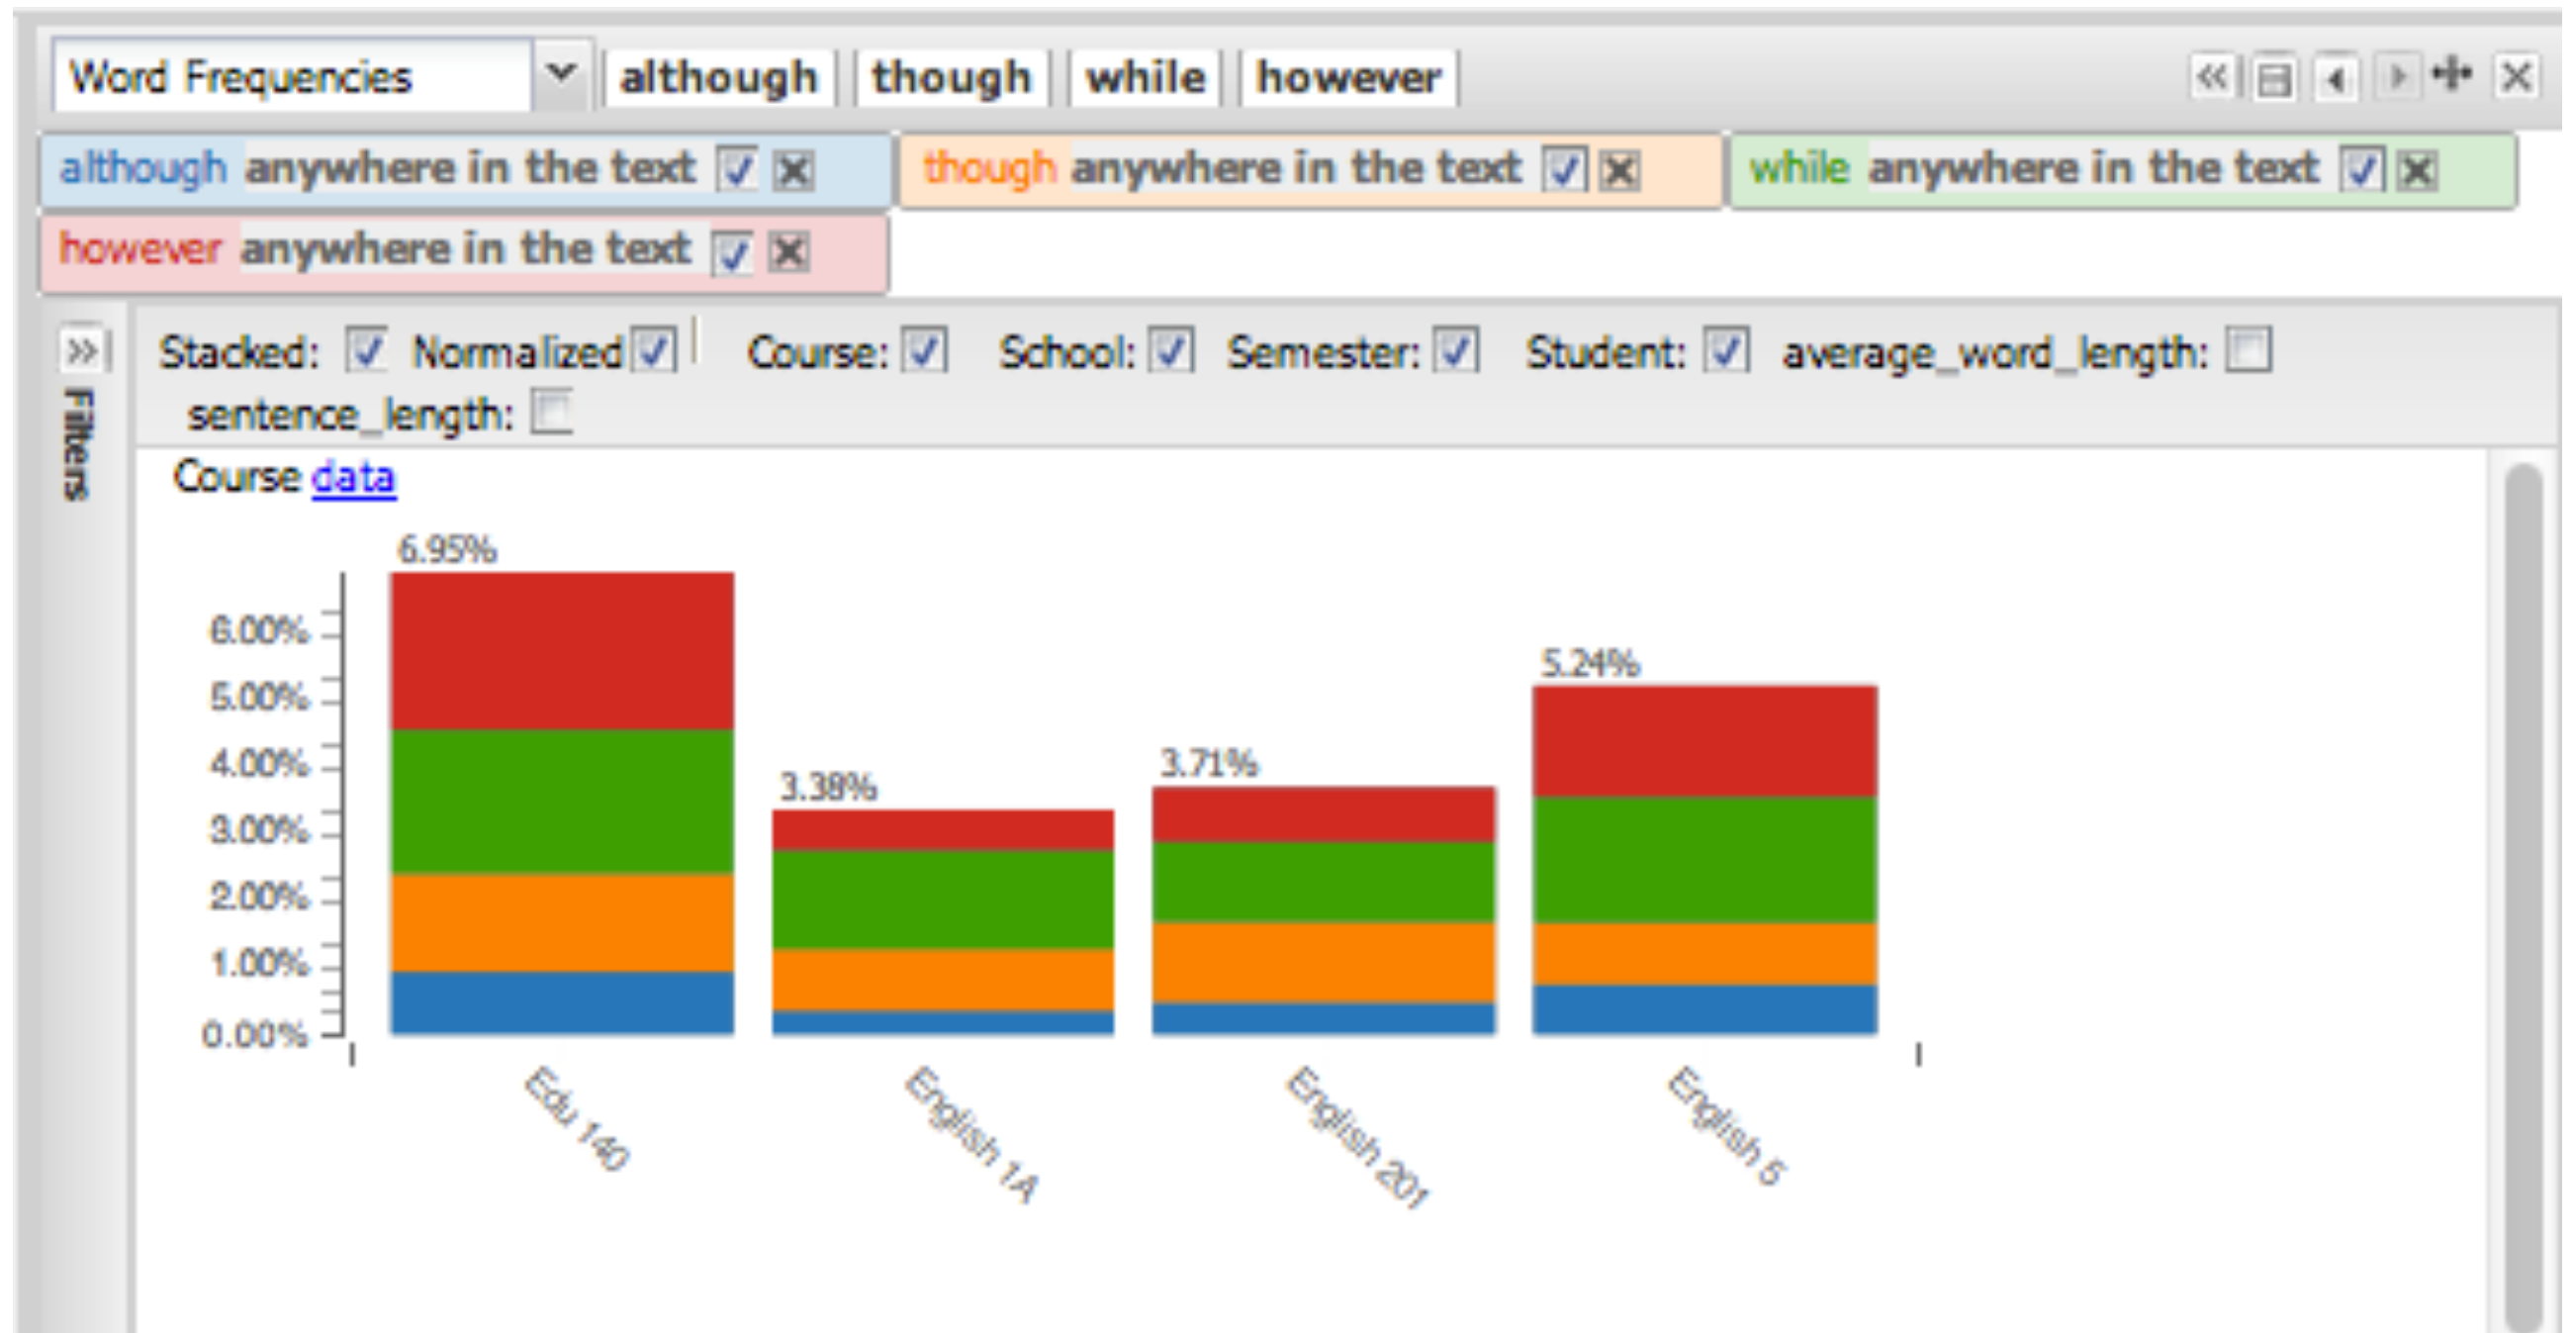 Word Frequencies although though while however
although anywhere in the text though anywhere in the text while anywhere in the text
however anywhere in the text
Stacked: Normalized Course: School: Semester: Student: average_word_length:
sentence_length:
Filters
Course data
6.95%
3.38%
3.71%
5.24%
6.00%
5.00%
4.00%
3.00%
2.00%
1.00%
0.00%
Edu 140
English 1A
English 201
English 5